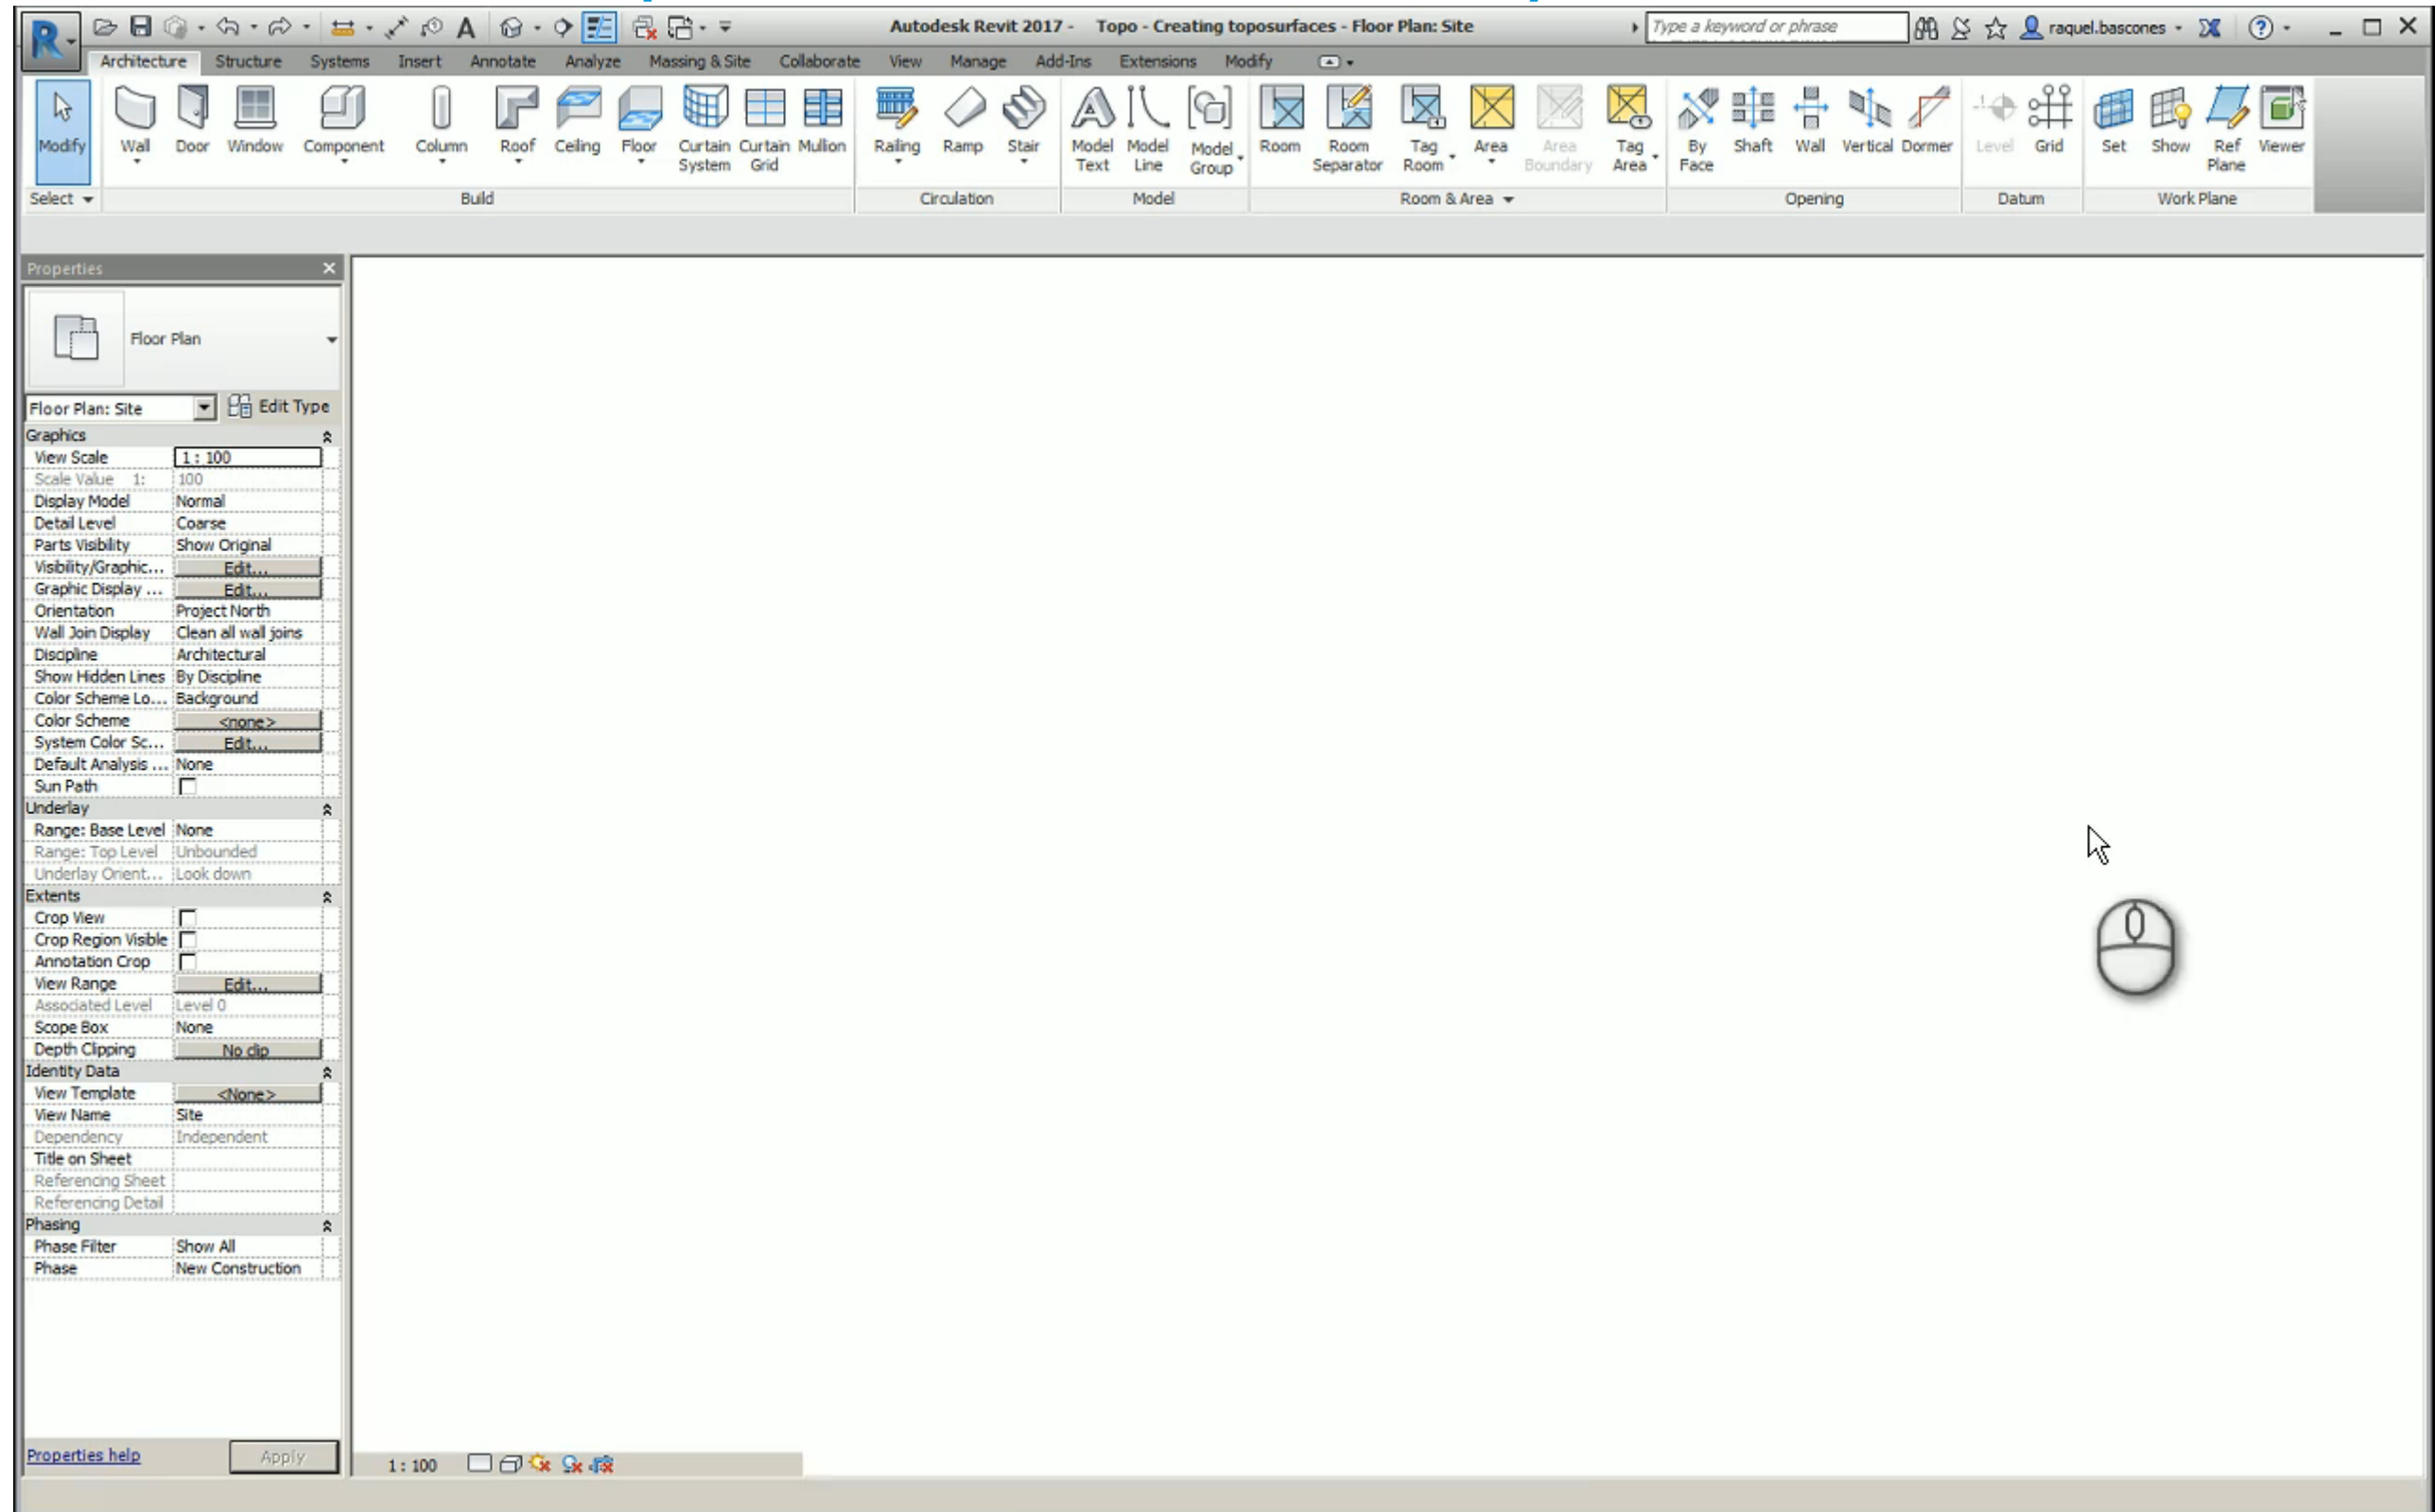 Autodesk Revit 2017 - Topo - Creating toposurfaces - Floor Plan: Site
Type a keyword or phrase
raquel.bascones
Architecture Structure Systems Insert Annotate Analyze Massing & Site Collaborate View Manage Add-Ins Extensions Modify
Modify Wall Door Window Component Column Roof Ceiling Floor Curtain System Curtain Grid Mullion Railing Ramp Stair Model Text Model Line Model Group Room Room Separator Tag Room Area Area Boundary Tag Area By Face Shaft Wall Vertical Dormer Level Grid Set Show Ref Plane Viewer
Select Build Circulation Model Room & Area Opening Datum Work Plane
Properties
Floor Plan
Floor Plan: Site Edit Type
Graphics
View Scale 1 : 100
Scale Value 1: 100
Display Model Normal
Detail Level Coarse
Parts Visibility Show Original
Visibility/Graphic... Edit...
Graphic Display ... Edit...
Orientation Project North
Wall Join Display Clean all wall joins
Discipline Architectural
Show Hidden Lines By Discipline
Color Scheme Lo... Background
Color Scheme <none>
System Color Sc... Edit...
Default Analysis ... None
Sun Path
Underlay
Range: Base Level None
Range: Top Level Unbounded
Underlay Orient... Look down
Extents
Crop View
Crop Region Visible
Annotation Crop
View Range Edit...
Associated Level Level 0
Scope Box None
Depth Clipping No clip
Identity Data
View Template <None>
View Name Site
Dependency Independent
Title on Sheet
Referencing Sheet
Referencing Detail
Phasing
Phase Filter Show All
Phase New Construction
Properties help Apply
1 : 100